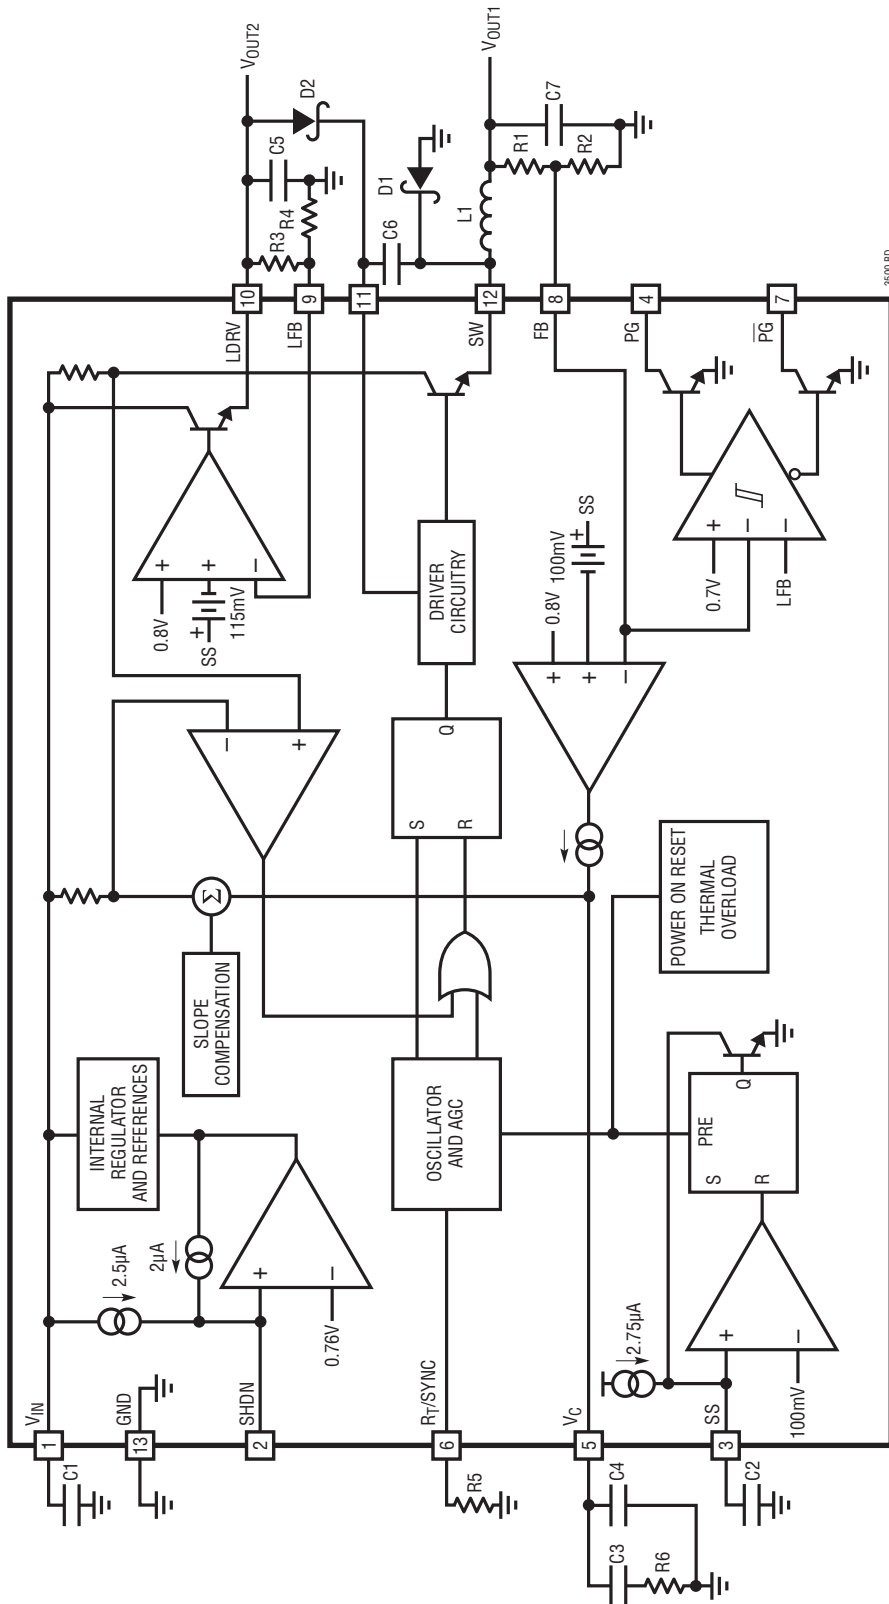 VIN
1
C1
GND
13
SHDN
2
2.5µA
2µA
+
–
0.76V
INTERNAL
REGULATOR
AND REFERENCES
SLOPE
COMPENSATION
Σ
–
+
0.8V
+
+
–
+
SS
115mV
LDRV
10
LFB
9
R3
R4
C5
D2
VOUT2
11
C6
D1
SW
12
L1
VOUT1
RT/SYNC
6
R5
OSCILLATOR
AND AGC
S
R
Q
DRIVER
CIRCUITRY
FB
8
R1
R2
C7
VC
5
C3
C4
R6
0.8V
100mV
+
SS
+
+
–
PG
4
PG
7
0.7V
LFB
+
–
–
POWER ON RESET
THERMAL
OVERLOAD
SS
3
C2
2.75µA
+
–
100mV
S
R
PRE
Q
3500 BD